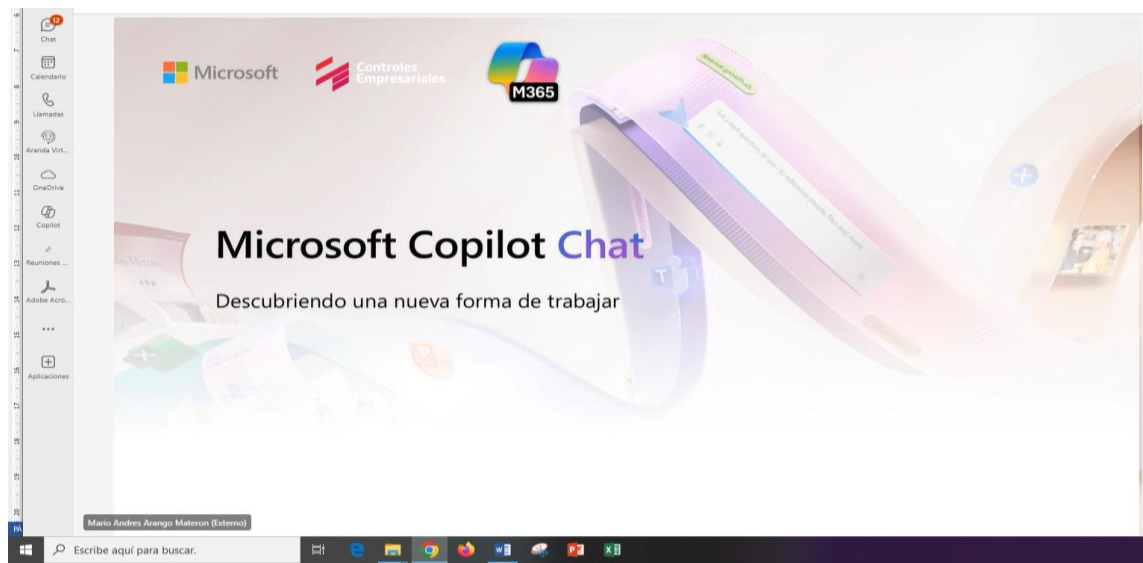 12
Chat
Calendario
Llamadas
Aranda Virt...
OneDrive
Copilot
Reuniones ...
Adobe Acro...
Aplicaciones
Microsoft
Controles
Empresariales
M365
Microsoft Copilot Chat
Descubriendo una nueva forma de trabajar
Mario Andres Arango Materon (Externo)
Escribe aquí para buscar.